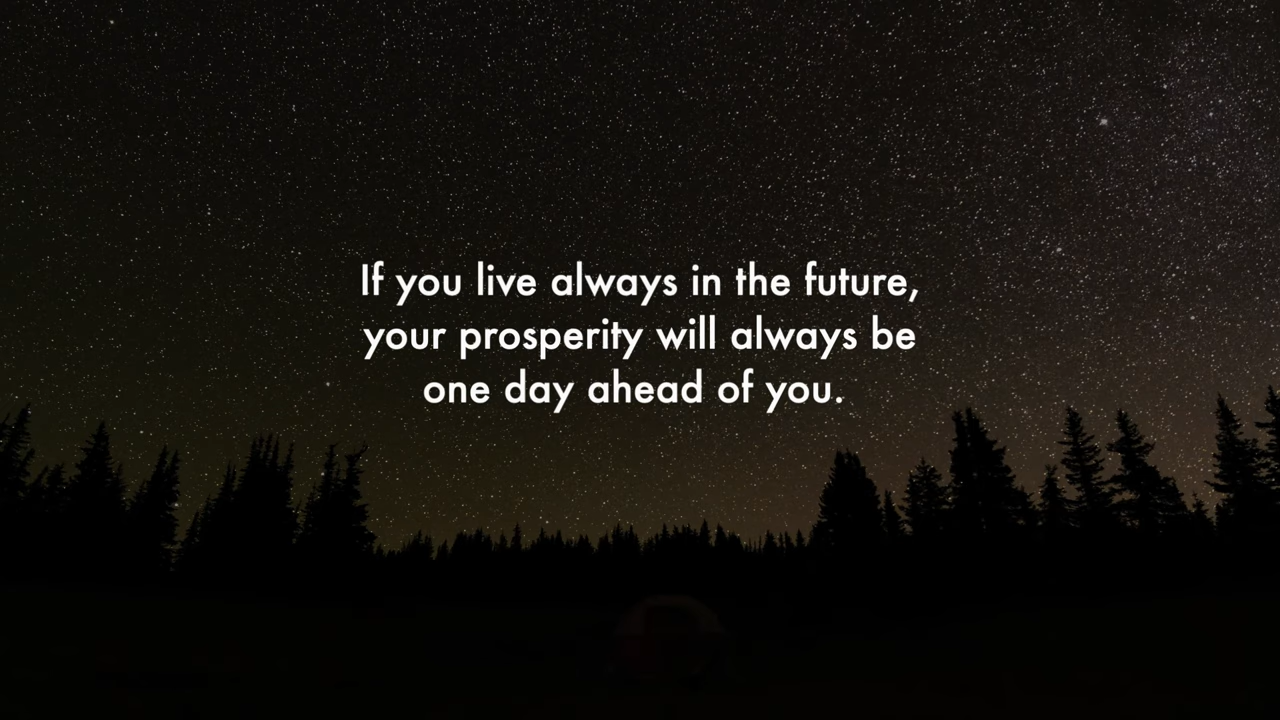 If you live always in the future,
your prosperity will always be
one day ahead of you.